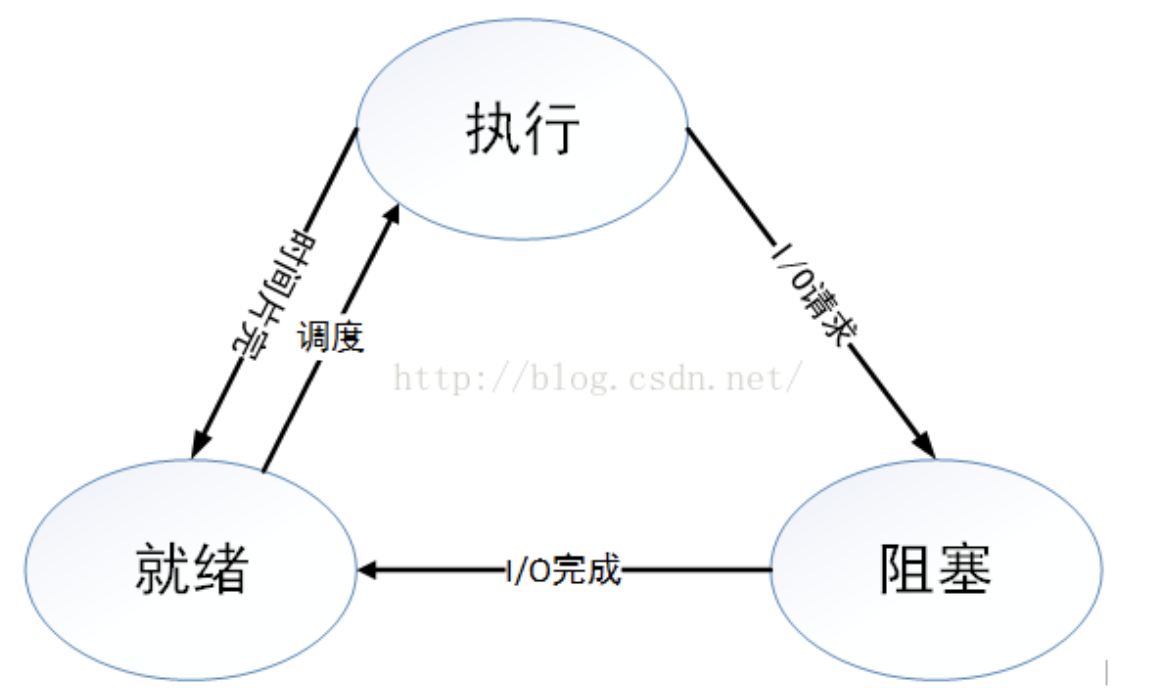 执行
时间片完
调度
I/O请求
http://blog.csdn.net/
就绪
I/O完成
阻塞